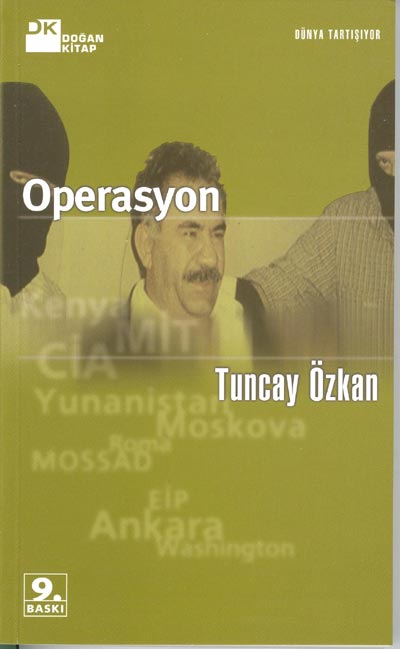 DK
DOĞAN
KİTAP
DÜNYA TARTIŞIYOR
Operasyon
Kenya
MİT
CİA
Tuncay Özkan
Yunanistan
Moskova
Roma
MOSSAD
EİP
Ankara
Washington
9.
BASKI